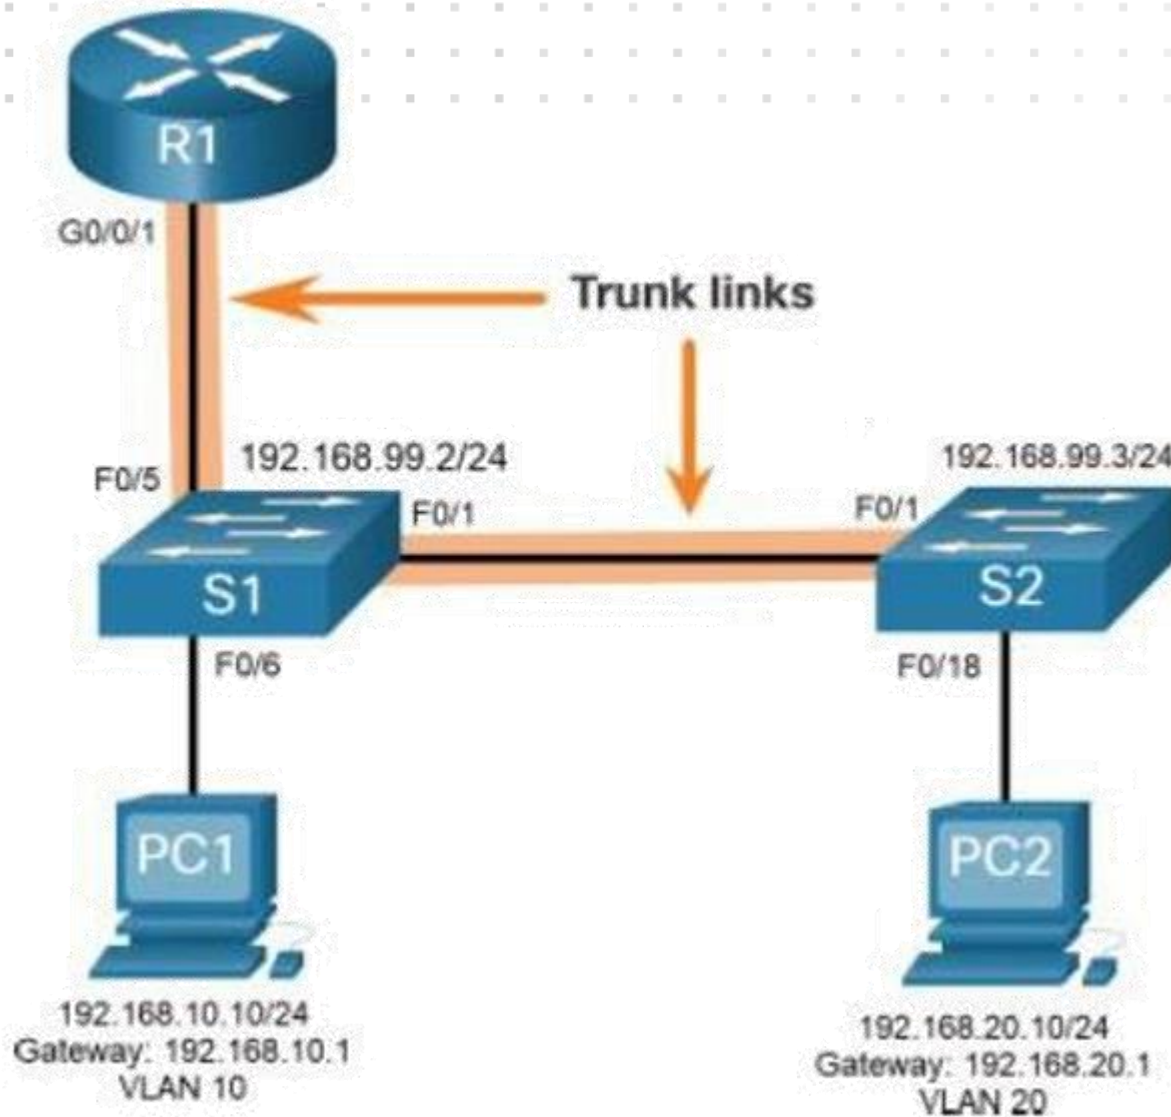 R1
G0/0/1
Trunk links
192.168.99.2/24
192.168.99.3/24
F0/5
F0/1
F0/1
S1
S2
F0/6
F0/18
PC1
PC2
192.168.10.10/24
Gateway: 192.168.10.1
VLAN 10
192.168.20.10/24
Gateway: 192.168.20.1
VLAN 20